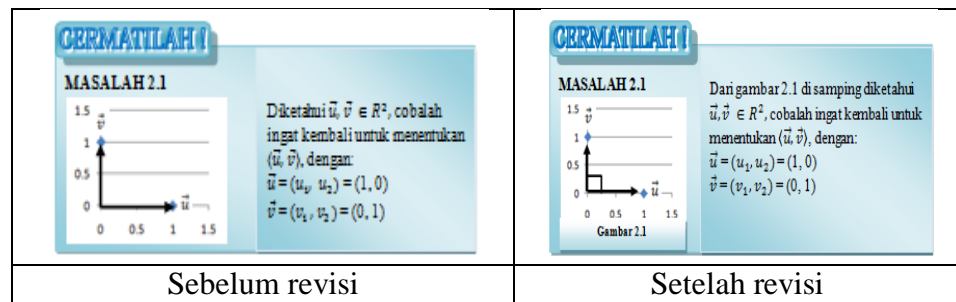 CERMATILAH !
MASALAH 2.1
1.5
v⃗
1
0.5
0
u⃗
0 0.5 1 1.5
Diketahui u⃗, v⃗ ∈ R², cobalah
ingat kembali untuk menentukan
⟨u⃗, v⃗⟩, dengan:
u⃗ = (u₁, u₂) = (1, 0)
v⃗ = (v₁, v₂) = (0, 1)
Sebelum revisi
CERMATILAH !
MASALAH 2.1
1.5
v⃗
1
0.5
0
u⃗
0 0.5 1 1.5
Gambar 2.1
Dari gambar 2.1 di samping diketahui
u⃗, v⃗ ∈ R², cobalah ingat kembali untuk
menentukan ⟨u⃗, v⃗⟩, dengan:
u⃗ = (u₁, u₂) = (1, 0)
v⃗ = (v₁, v₂) = (0, 1)
Setelah revisi